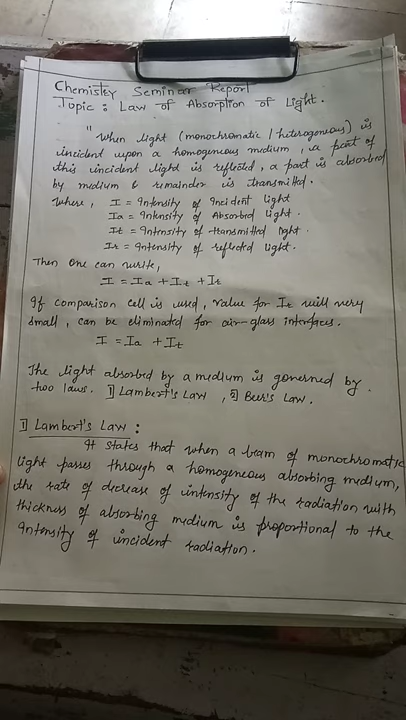 Chemistry Seminar Report
Topic : Law of Absorption of Light.
"When light (monochromatic / heterogeneous) is
incident upon a homogeneous medium, a part of
this incident light is reflected, a part is absorbed
by medium & remainder is transmitted.
Where, I = Intensity of Incident light
Ia = Intensity of Absorbed light.
It = Intensity of transmitted light.
Ir = Intensity of reflected light.
Then one can write,
I = Ia + It + It
If comparison cell is used, value for It will very
small, can be eliminated for air-glass interfaces.
I = Ia + It
The light absorbed by a medium is governed by
two laws. 1] Lambert's Law, 2] Beer's Law.
1] Lambert's Law :
It states that when a beam of monochromatic
light passes through a homogeneous absorbing medium,
the rate of decrease of intensity of the radiation with
thickness of absorbing medium is proportional to the
intensity of incident radiation.